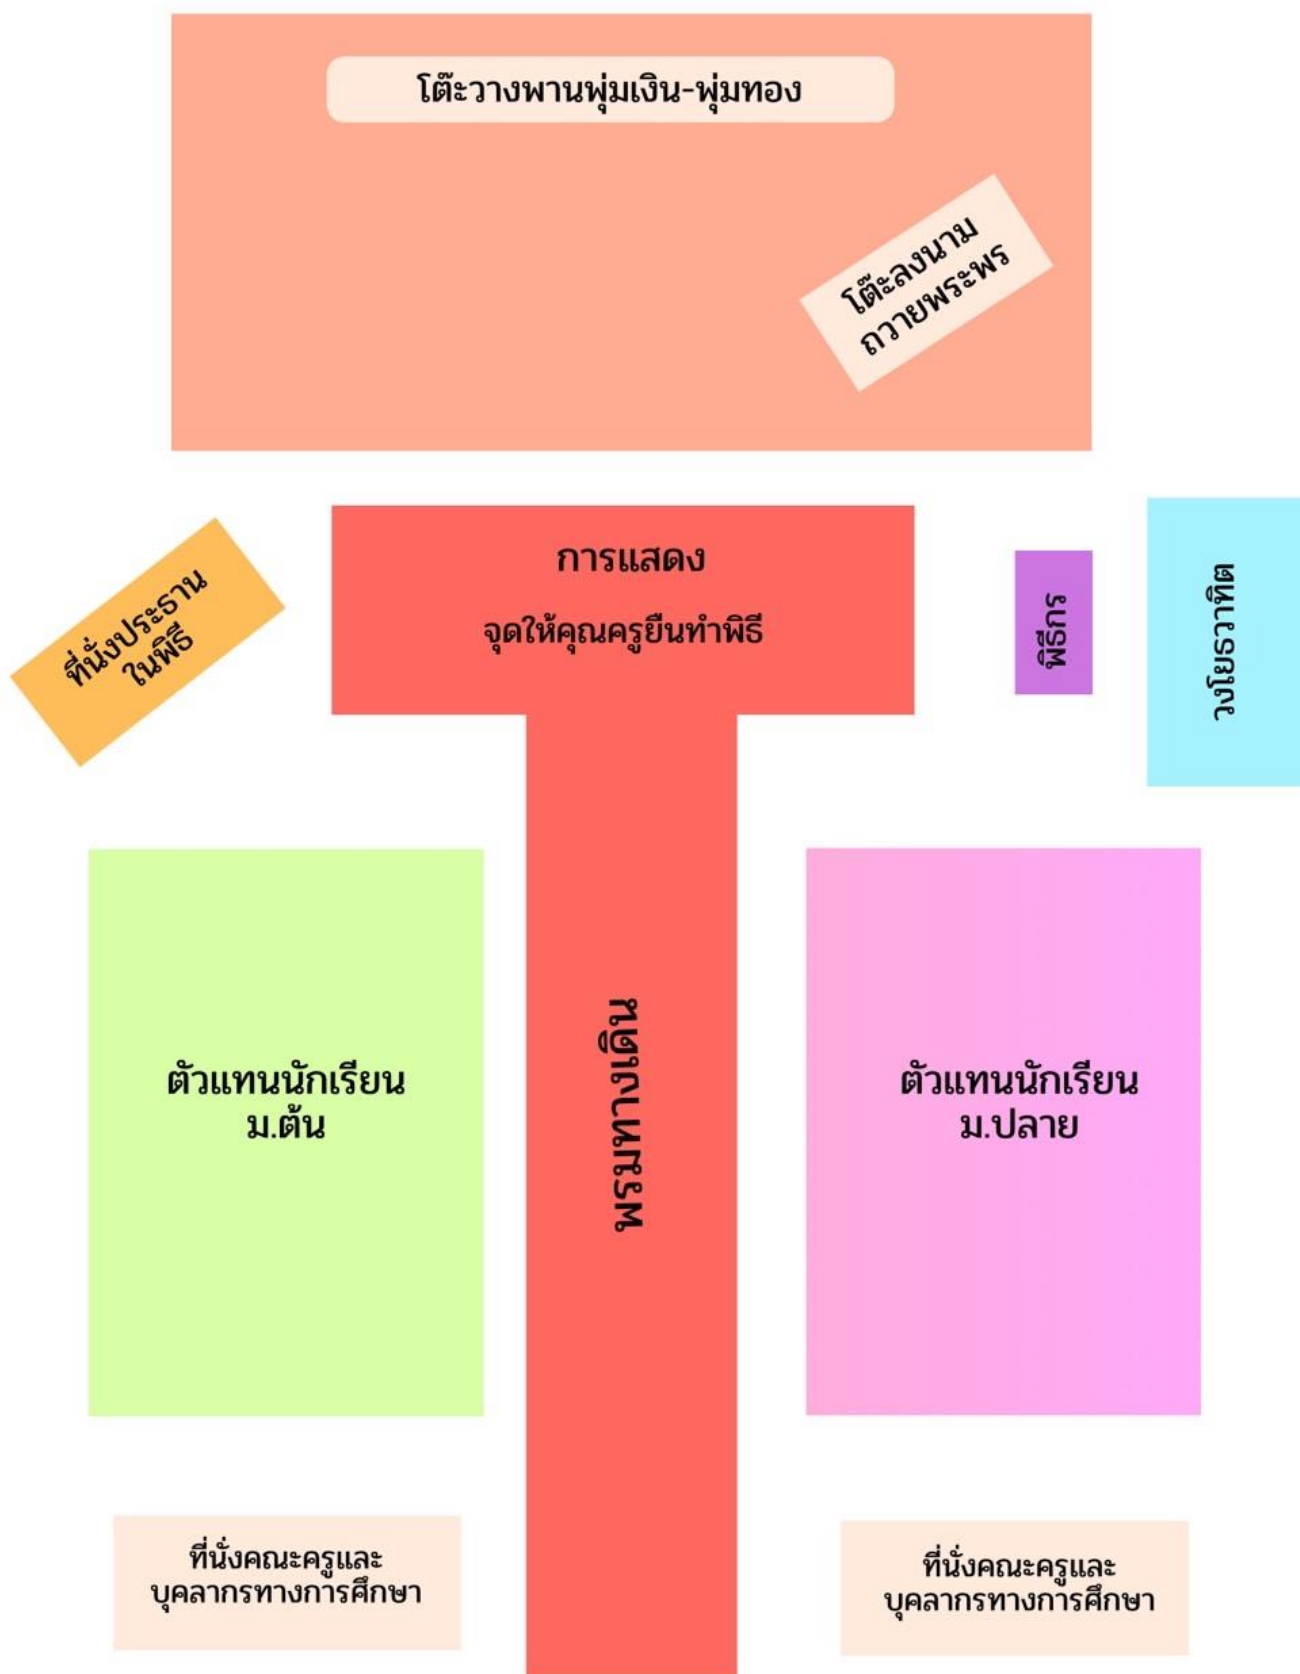 โต๊ะวางพานพุ่มเงิน-พุ่มทอง
โต๊ะลงนาม
ถวายพระพร
การแสดง
จุดให้คุณครูยืนทำพิธี
ที่นั่งประธาน
ในพิธี
พิธีกร
วงโยธวาทิต
พรมทางเดิน
ตัวแทนนักเรียน
ม.ต้น
ตัวแทนนักเรียน
ม.ปลาย
ที่นั่งคณะครูและ
บุคลากรทางการศึกษา
ที่นั่งคณะครูและ
บุคลากรทางการศึกษา